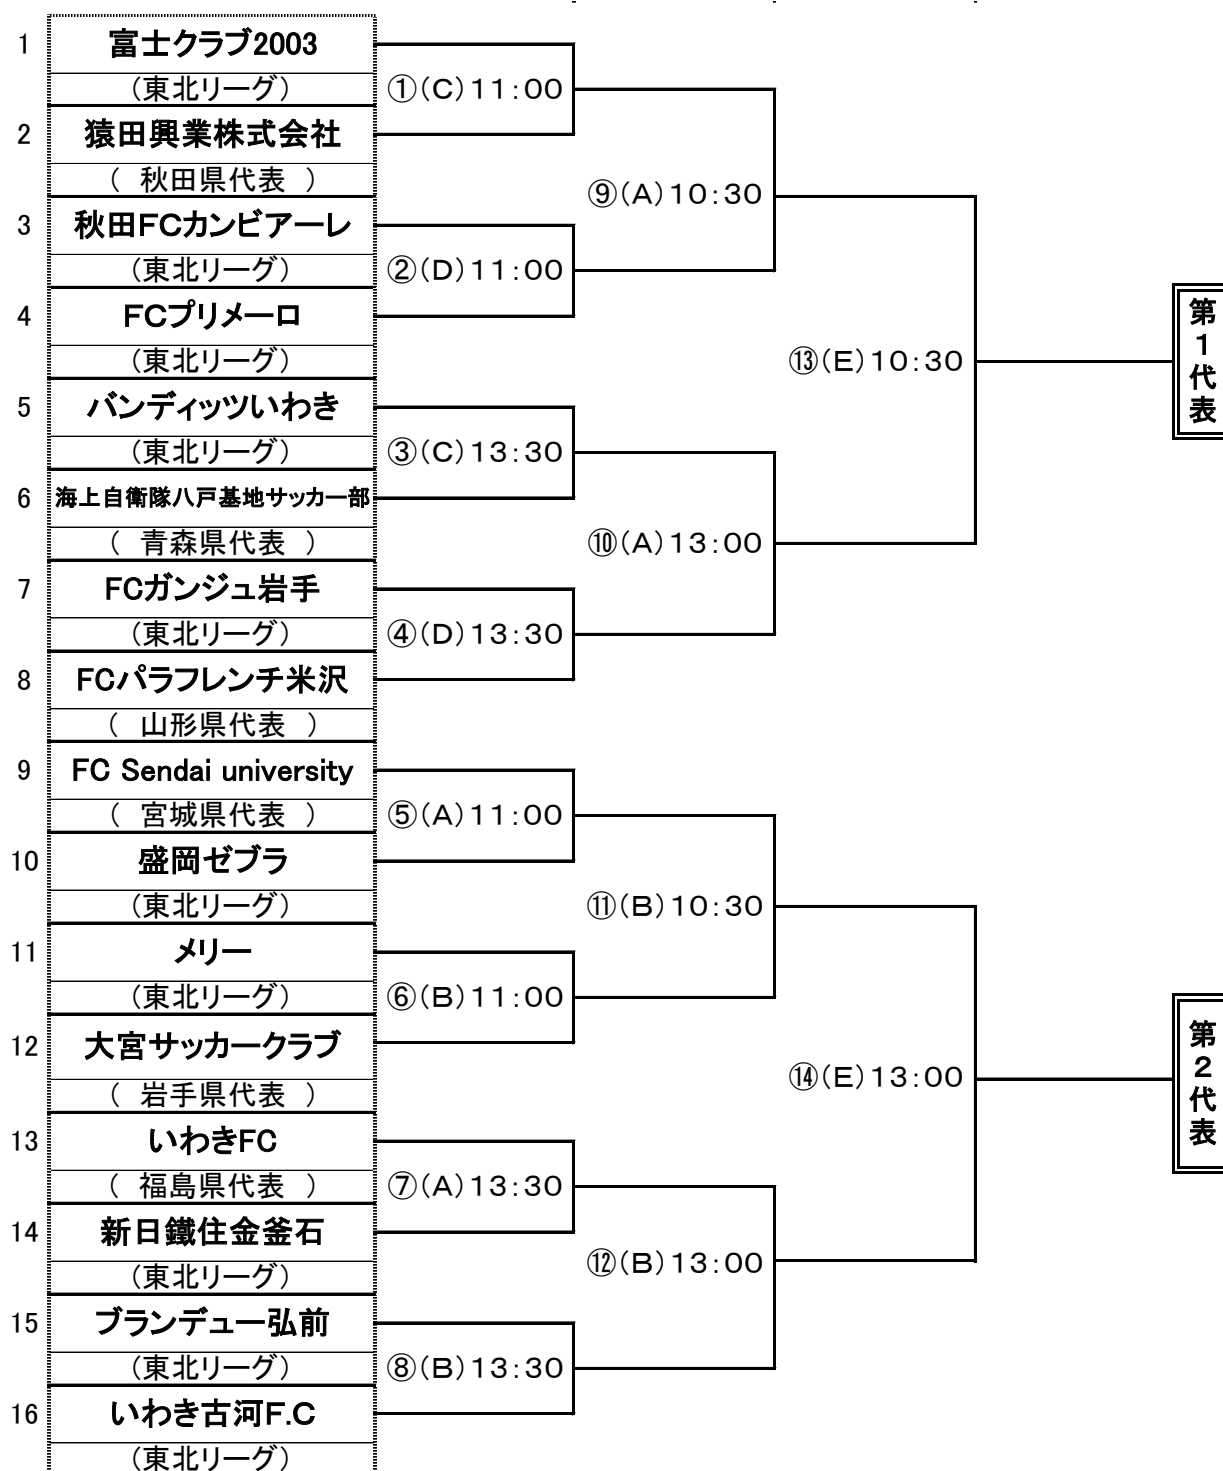 1 富士クラブ2003
(東北リーグ) ①(C)11:00
2 猿田興業株式会社
( 秋田県代表 ) ⑨(A)10:30
3 秋田FCカンビアーレ
(東北リーグ) ②(D)11:00
4 FCプリメーロ
(東北リーグ) ⑬(E)10:30
第1代表
5 バンディッツいわき
(東北リーグ) ③(C)13:30
6 海上自衛隊八戸基地サッカー部
( 青森県代表 ) ⑩(A)13:00
7 FCガンジュ岩手
(東北リーグ) ④(D)13:30
8 FCパラフレンチ米沢
( 山形県代表 )
9 FC Sendai university
( 宮城県代表 ) ⑤(A)11:00
10 盛岡ゼブラ
(東北リーグ) ⑪(B)10:30
11 メリー
(東北リーグ) ⑥(B)11:00
12 大宮サッカークラブ
( 岩手県代表 ) ⑭(E)13:00
第2代表
13 いわきFC
( 福島県代表 ) ⑦(A)13:30
14 新日鐵住金釜石
(東北リーグ) ⑫(B)13:00
15 ブランデュー弘前
(東北リーグ) ⑧(B)13:30
16 いわき古河F.C
(東北リーグ)